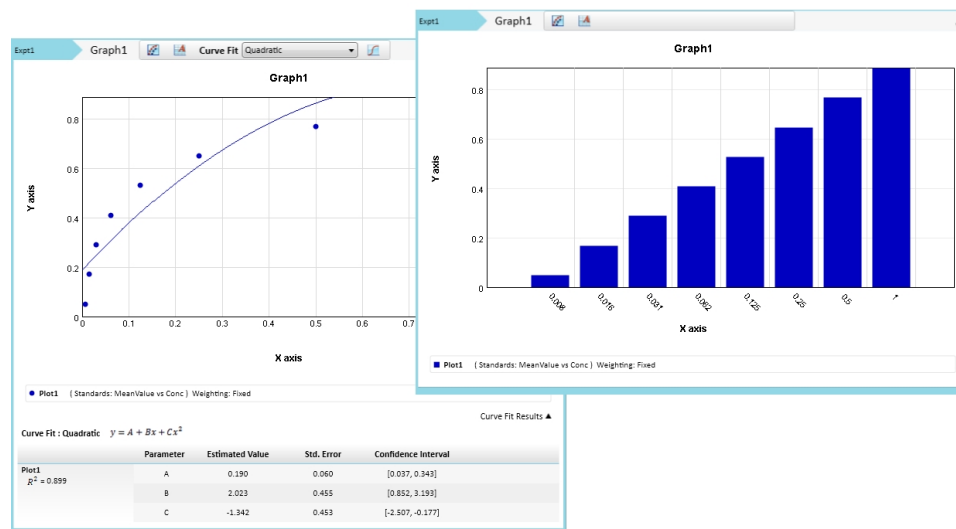 Expt1
Graph1
Curve Fit Quadratic
Graph1
Y axis
0.8
0.6
0.4
0.2
0
0 0.1 0.2 0.3 0.4 0.5 0.6 0.7
X axis
Plot1 ( Standards: MeanValue vs Conc ) Weighting: Fixed
Curve Fit Results ▲
Curve Fit : Quadratic y = A + Bx + Cx²
Parameter Estimated Value Std. Error Confidence Interval
Plot1
R² = 0.899
A 0.190 0.060 [0.037, 0.343]
B 2.023 0.455 [0.852, 3.193]
C -1.342 0.453 [-2.507, -0.177]
Expt1
Graph1
Graph1
Y axis
0.8
0.6
0.4
0.2
0
0.008 0.016 0.031 0.062 0.125 0.25 0.5 1
X axis
Plot1 ( Standards: MeanValue vs Conc ) Weighting: Fixed